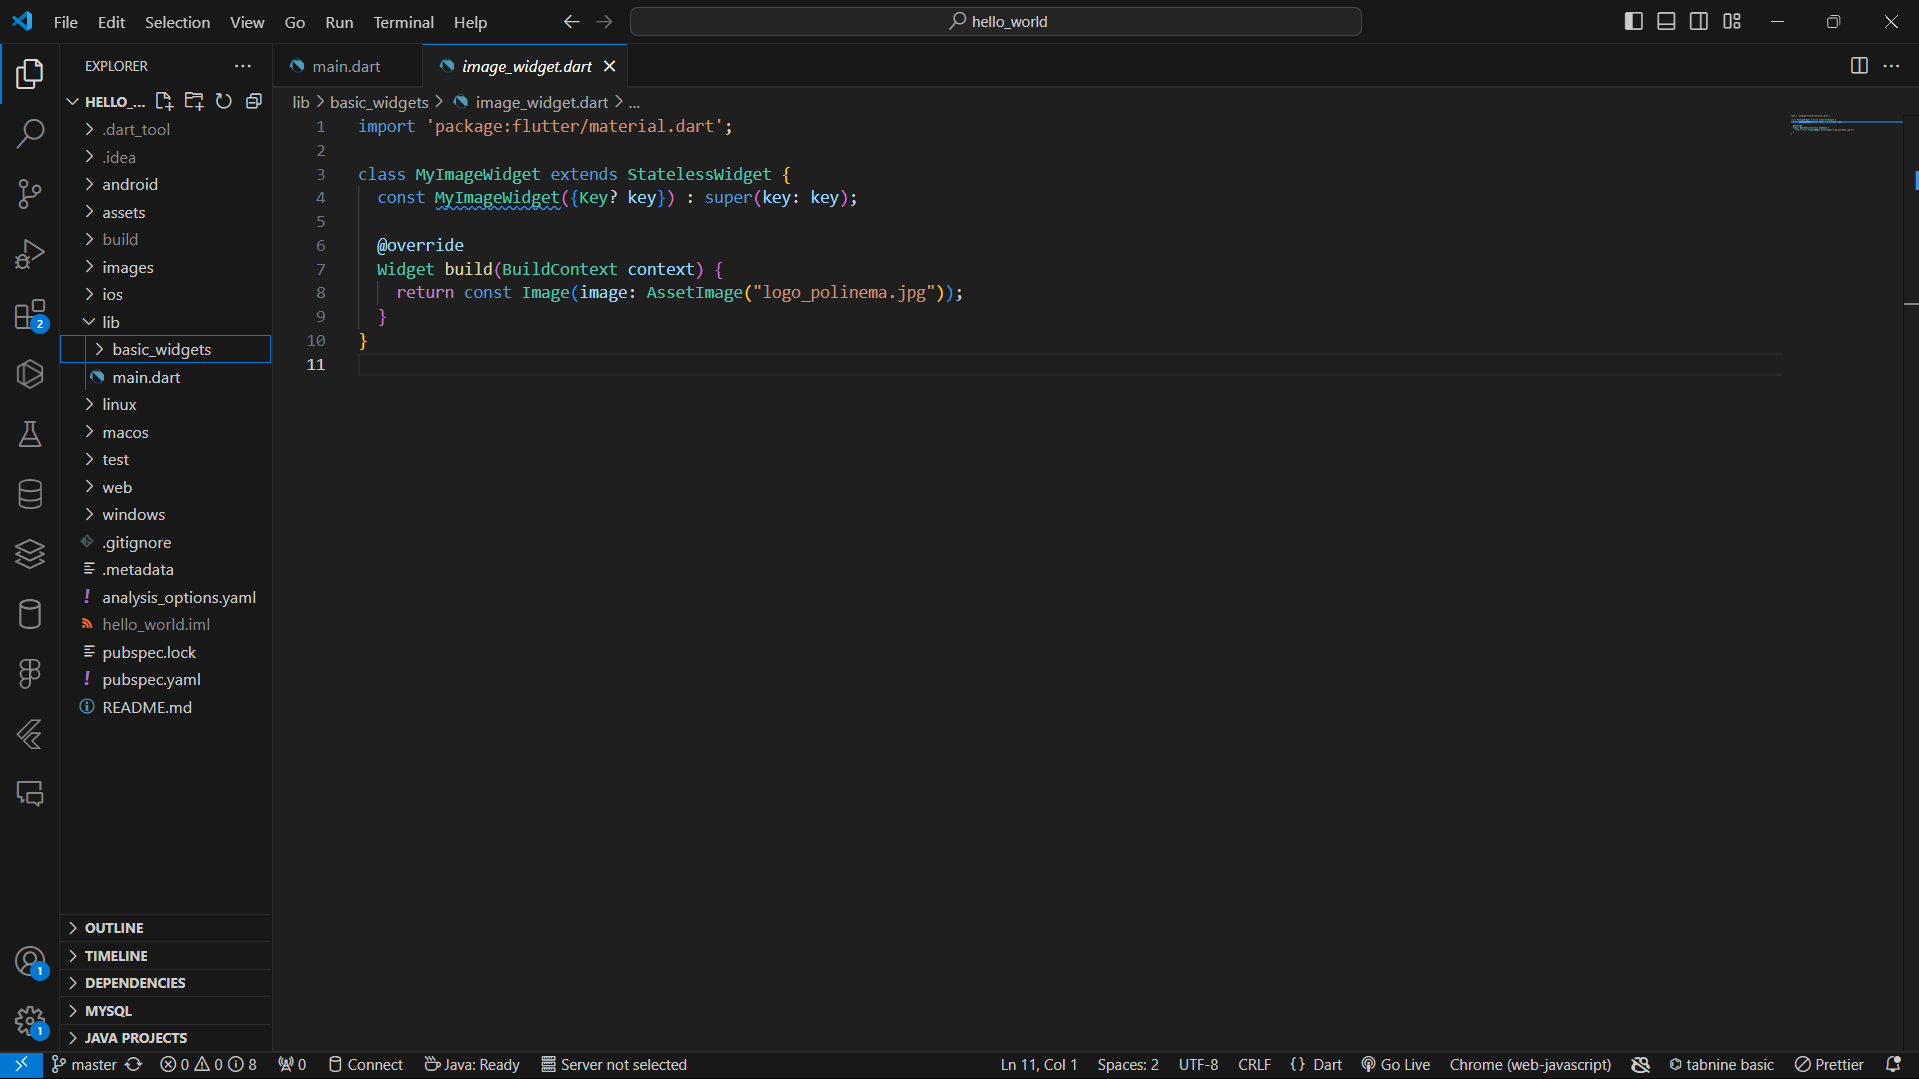 File Edit Selection View Go Run Terminal Help
hello_world
EXPLORER
HELLO_...
.dart_tool
.idea
android
assets
build
images
ios
lib
basic_widgets
main.dart
linux
macos
test
web
windows
.gitignore
.metadata
analysis_options.yaml
hello_world.iml
pubspec.lock
pubspec.yaml
README.md
OUTLINE
TIMELINE
DEPENDENCIES
MYSQL
JAVA PROJECTS
2
1
1
main.dart
image_widget.dart
lib > basic_widgets > image_widget.dart > ...
1 import 'package:flutter/material.dart';
2
3 class MyImageWidget extends StatelessWidget {
4 const MyImageWidget({Key? key}) : super(key: key);
5
6 @override
7 Widget build(BuildContext context) {
8 return const Image(image: AssetImage("logo_polinema.jpg"));
9 }
10 }
11
master 0 0 8 0 Connect Java: Ready Server not selected Ln 11, Col 1 Spaces: 2 UTF-8 CRLF {} Dart Go Live Chrome (web-javascript) tabnine basic Prettier